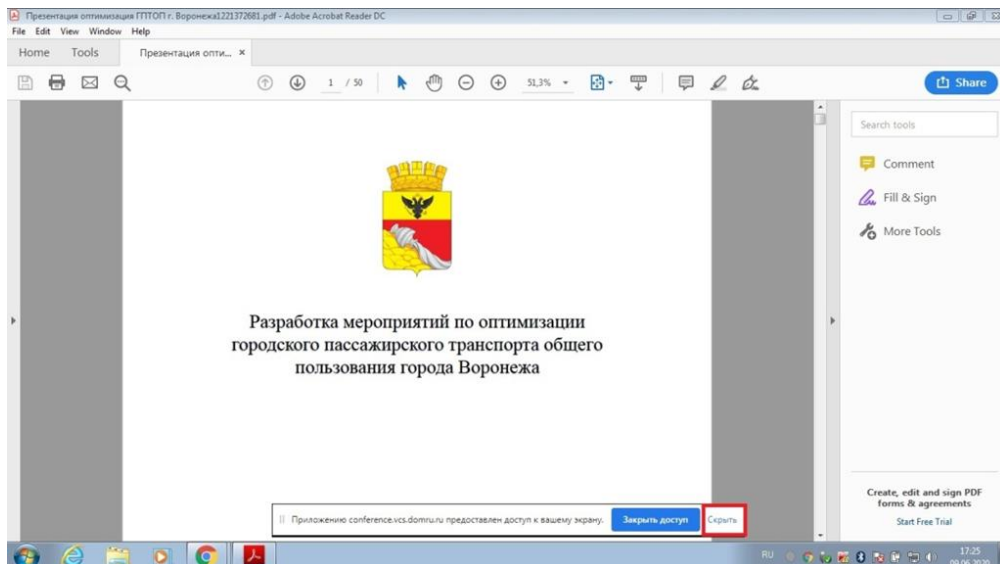 Презентация оптимизация ГПТОП г. Воронежа1221372681.pdf - Adobe Acrobat Reader DC
File Edit View Window Help
Home Tools Презентация опти... ×
1 / 50 51,3% Share
Search tools
Comment
Fill & Sign
More Tools
Разработка мероприятий по оптимизации
городского пассажирского транспорта общего
пользования города Воронежа
Create, edit and sign PDF
forms & agreements
Start Free Trial
|| Приложению conference.vcs.domru.ru предоставлен доступ к вашему экрану. Закрыть доступ Скрыть
RU 17:25
09.06.2020